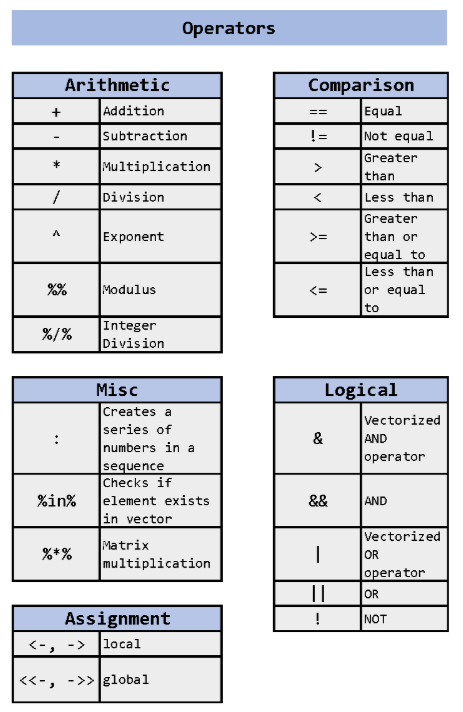 Operators
Arithmetic
+ Addition
- Subtraction
* Multiplication
/ Division
^ Exponent
%% Modulus
%/% Integer
Division
Comparison
== Equal
!= Not equal
> Greater
than
< Less than
>= Greater
than or
equal to
<= Less than
or equal
to
Misc
: Creates a
series of
numbers in a
sequence
%in% Checks if
element exists
in vector
%*% Matrix
multiplication
Logical
& Vectorized
AND
operator
&& AND
| Vectorized
OR
operator
|| OR
! NOT
Assignment
<-, -> local
<<-, ->> global